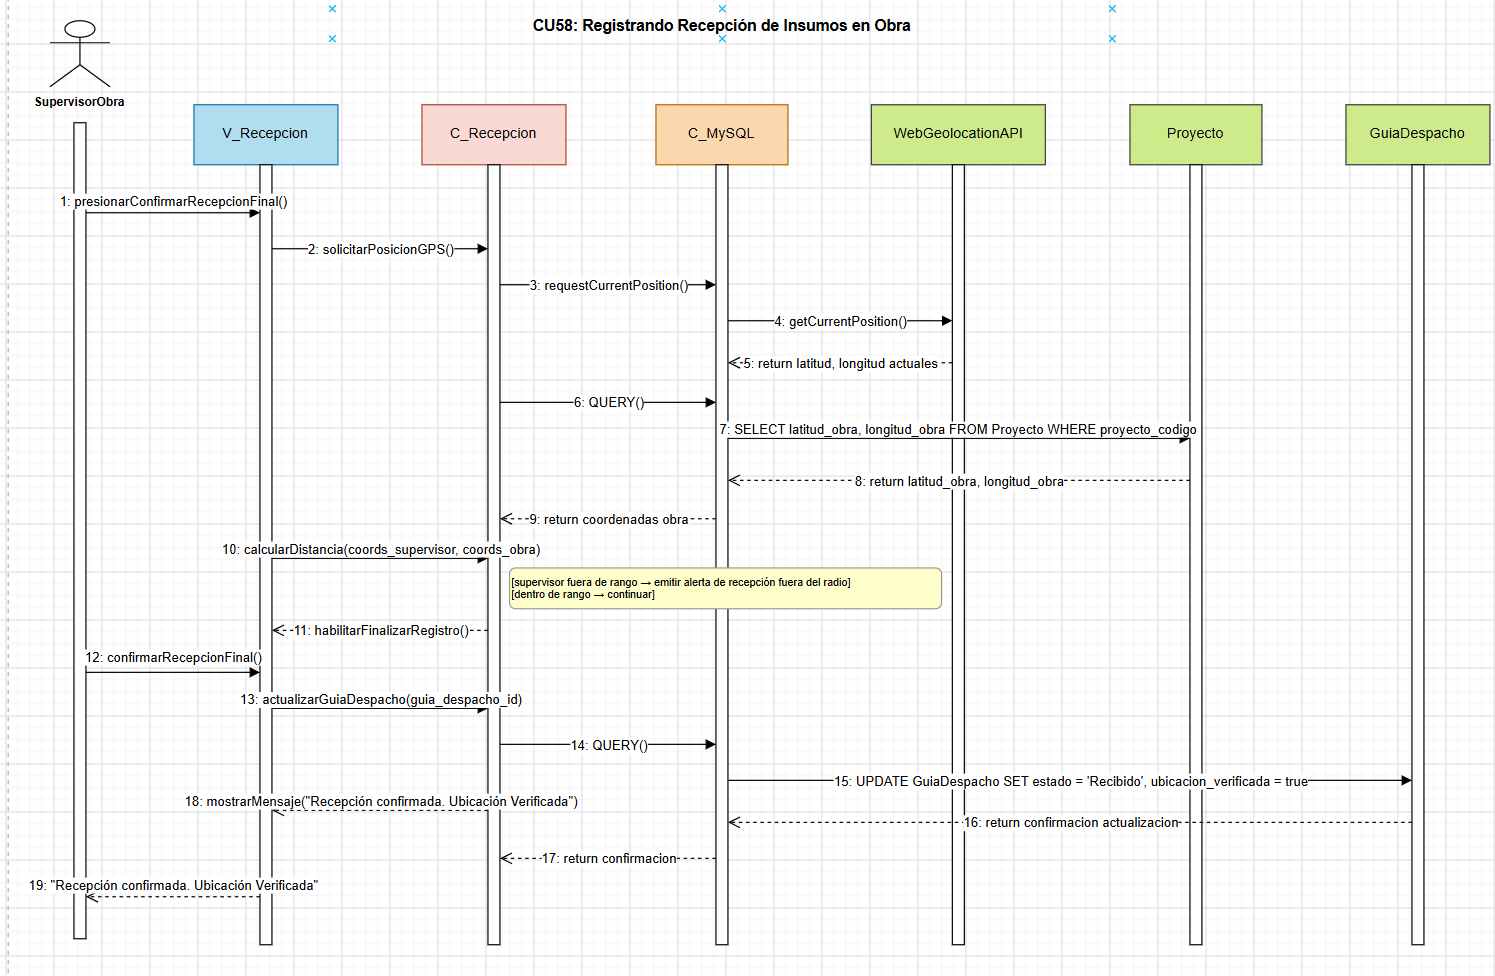 CU58: Registrando Recepción de Insumos en Obra
SupervisorObra
V_Recepcion
C_Recepcion
C_MySQL
WebGeolocationAPI
Proyecto
GuiaDespacho
1: presionarConfirmarRecepcionFinal()
2: solicitarPosicionGPS()
3: requestCurrentPosition()
4: getCurrentPosition()
5: return latitud, longitud actuales
6: QUERY()
7: SELECT latitud_obra, longitud_obra FROM Proyecto WHERE proyecto_codigo
8: return latitud_obra, longitud_obra
9: return coordenadas obra
10: calcularDistancia(coords_supervisor, coords_obra)
[supervisor fuera de rango → emitir alerta de recepción fuera del radio]
[dentro de rango → continuar]
11: habilitarFinalizarRegistro()
12: confirmarRecepcionFinal()
13: actualizarGuiaDespacho(guia_despacho_id)
14: QUERY()
15: UPDATE GuiaDespacho SET estado = 'Recibido', ubicacion_verificada = true
18: mostrarMensaje("Recepción confirmada. Ubicación Verificada")
16: return confirmacion actualizacion
17: return confirmacion
19: "Recepción confirmada. Ubicación Verificada"